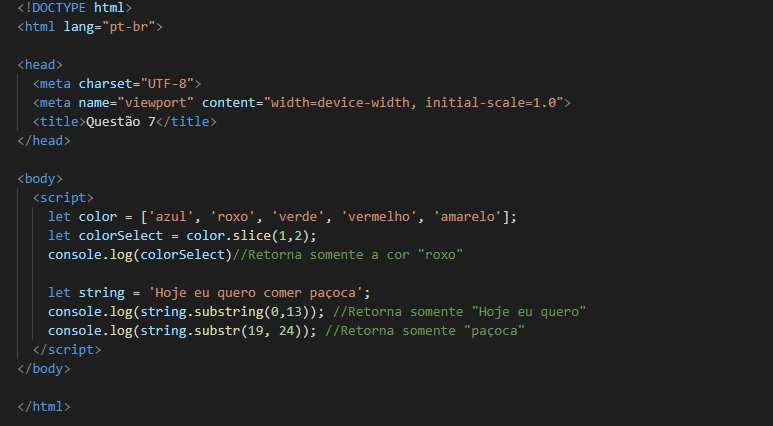 <!DOCTYPE html>
<html lang="pt-br">
<head>
<meta charset="UTF-8">
<meta name="viewport" content="width=device-width, initial-scale=1.0">
<title>Questão 7</title>
</head>
<body>
<script>
let color = ['azul', 'roxo', 'verde', 'vermelho', 'amarelo'];
let colorSelect = color.slice(1,2);
console.log(colorSelect)//Retorna somente a cor "roxo"
let string = 'Hoje eu quero comer paçoca';
console.log(string.substring(0,13)); //Retorna somente "Hoje eu quero"
console.log(string.substr(19, 24)); //Retorna somente "paçoca"
</script>
</body>
</html>